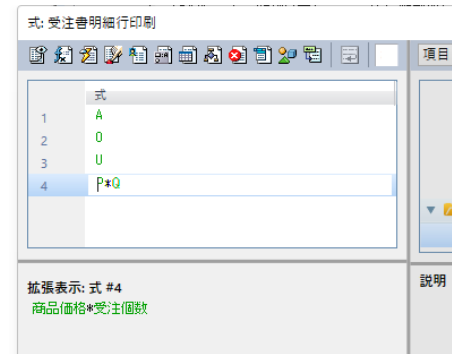 式: 受注書明細行印刷
項目
式
1 A
2 O
3 U
4 P*Q
拡張表示: 式 #4
商品価格*受注個数
説明